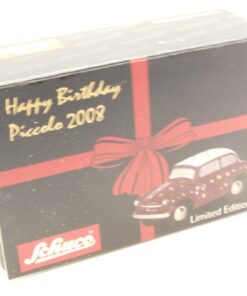 Happy Birthday
Piccolo 2008
Schuco
Limited Edition